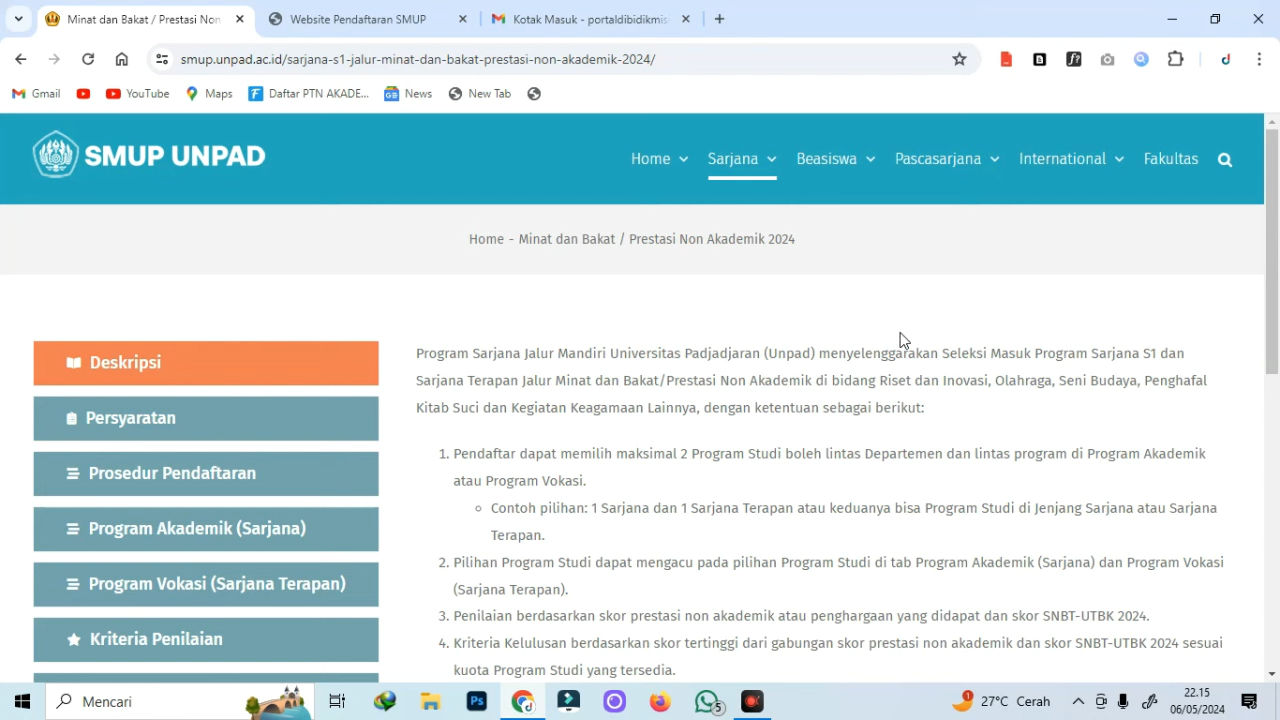 Minat dan Bakat / Prestasi Non
Website Pendaftaran SMUP
Kotak Masuk - portaldibidikmis
smup.unpad.ac.id/sarjana-s1-jalur-minat-dan-bakat-prestasi-non-akademik-2024/
Gmail
YouTube
Maps
Daftar PTN AKADE...
News
New Tab
SMUP UNPAD
Home
Sarjana
Beasiswa
Pascasarjana
International
Fakultas
Home - Minat dan Bakat / Prestasi Non Akademik 2024
Deskripsi
Persyaratan
Prosedur Pendaftaran
Program Akademik (Sarjana)
Program Vokasi (Sarjana Terapan)
Kriteria Penilaian
Program Sarjana Jalur Mandiri Universitas Padjadjaran (Unpad) menyelenggarakan Seleksi Masuk Program Sarjana S1 dan
Sarjana Terapan Jalur Minat dan Bakat/Prestasi Non Akademik di bidang Riset dan Inovasi, Olahraga, Seni Budaya, Penghafal
Kitab Suci dan Kegiatan Keagamaan Lainnya, dengan ketentuan sebagai berikut:
1. Pendaftar dapat memilih maksimal 2 Program Studi boleh lintas Departemen dan lintas program di Program Akademik
atau Program Vokasi.
Contoh pilihan: 1 Sarjana dan 1 Sarjana Terapan atau keduanya bisa Program Studi di Jenjang Sarjana atau Sarjana
Terapan.
2. Pilihan Program Studi dapat mengacu pada pilihan Program Studi di tab Program Akademik (Sarjana) dan Program Vokasi
(Sarjana Terapan).
3. Penilaian berdasarkan skor prestasi non akademik atau penghargaan yang didapat dan skor SNBT-UTBK 2024.
4. Kriteria Kelulusan berdasarkan skor tertinggi dari gabungan skor prestasi non akademik dan skor SNBT-UTBK 2024 sesuai
kuota Program Studi yang tersedia.
Mencari
Ps
5
1
27°C Cerah
22.15
06/05/2024